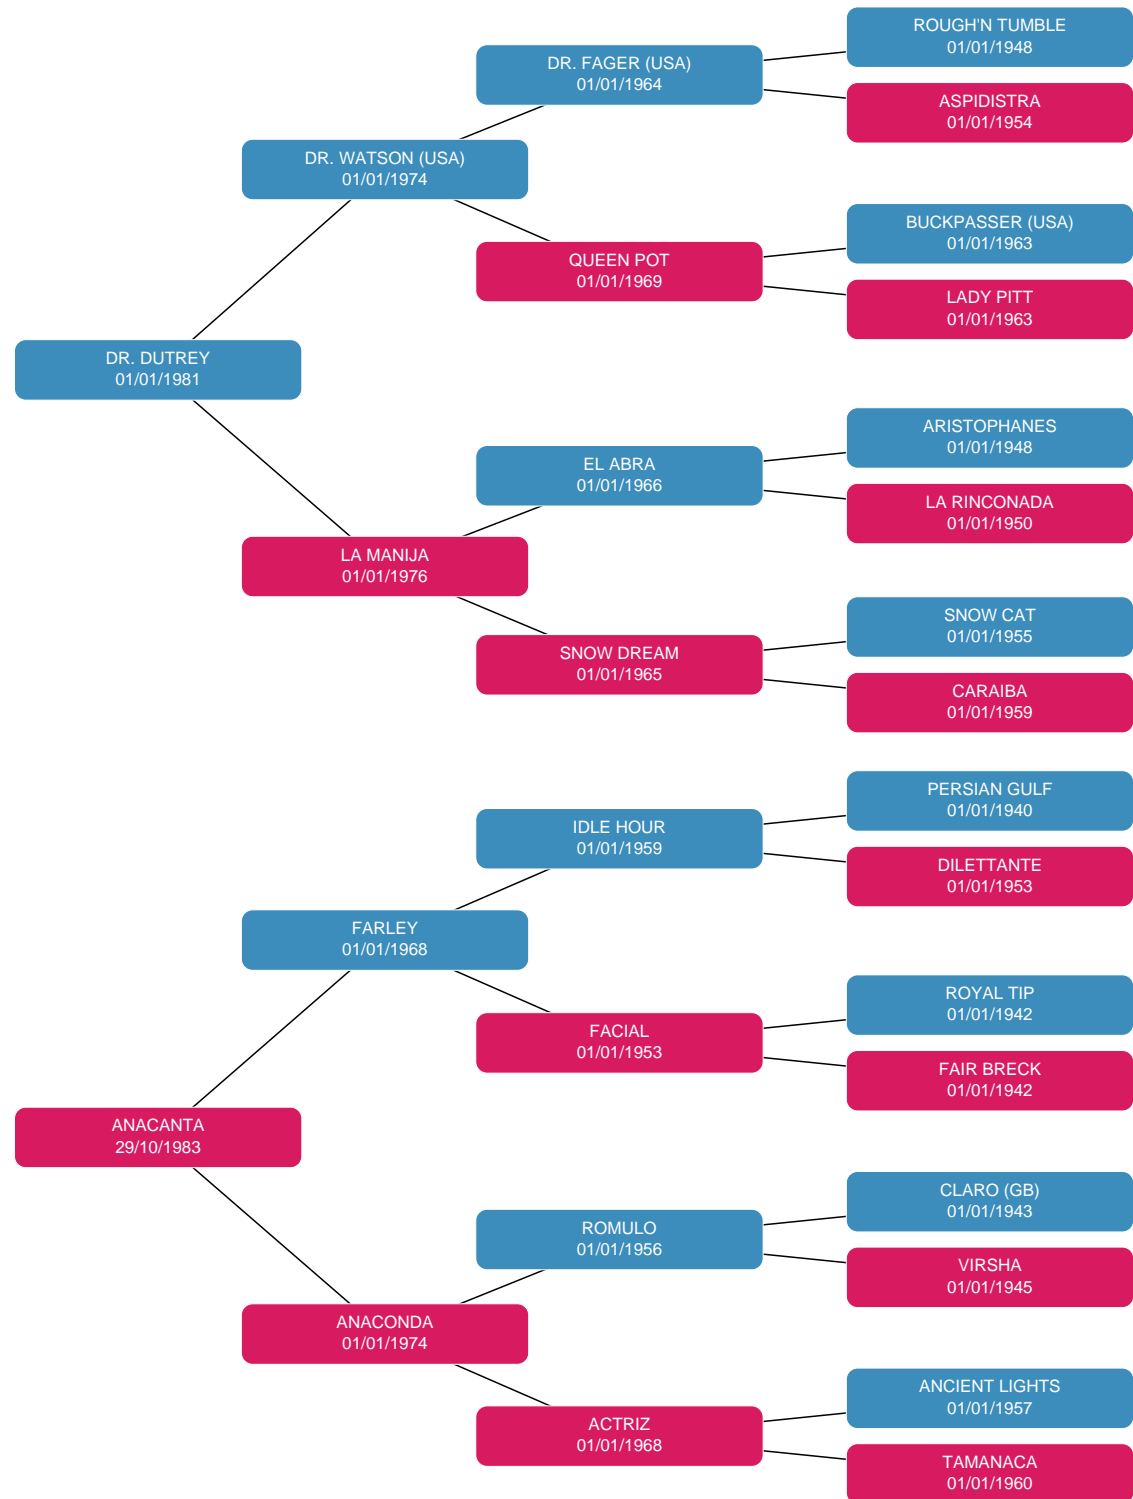 ROUGH'N TUMBLE
01/01/1948
DR. FAGER (USA)
01/01/1964
ASPIDISTRA
01/01/1954
DR. WATSON (USA)
01/01/1974
BUCKPASSER (USA)
01/01/1963
QUEEN POT
01/01/1969
LADY PITT
01/01/1963
DR. DUTREY
01/01/1981
ARISTOPHANES
01/01/1948
EL ABRA
01/01/1966
LA RINCONADA
01/01/1950
LA MANIJA
01/01/1976
SNOW CAT
01/01/1955
SNOW DREAM
01/01/1965
CARAIBA
01/01/1959
PERSIAN GULF
01/01/1940
IDLE HOUR
01/01/1959
DILETTANTE
01/01/1953
FARLEY
01/01/1968
ROYAL TIP
01/01/1942
FACIAL
01/01/1953
FAIR BRECK
01/01/1942
ANACANTA
29/10/1983
CLARO (GB)
01/01/1943
ROMULO
01/01/1956
VIRSHA
01/01/1945
ANACONDA
01/01/1974
ANCIENT LIGHTS
01/01/1957
ACTRIZ
01/01/1968
TAMANACA
01/01/1960